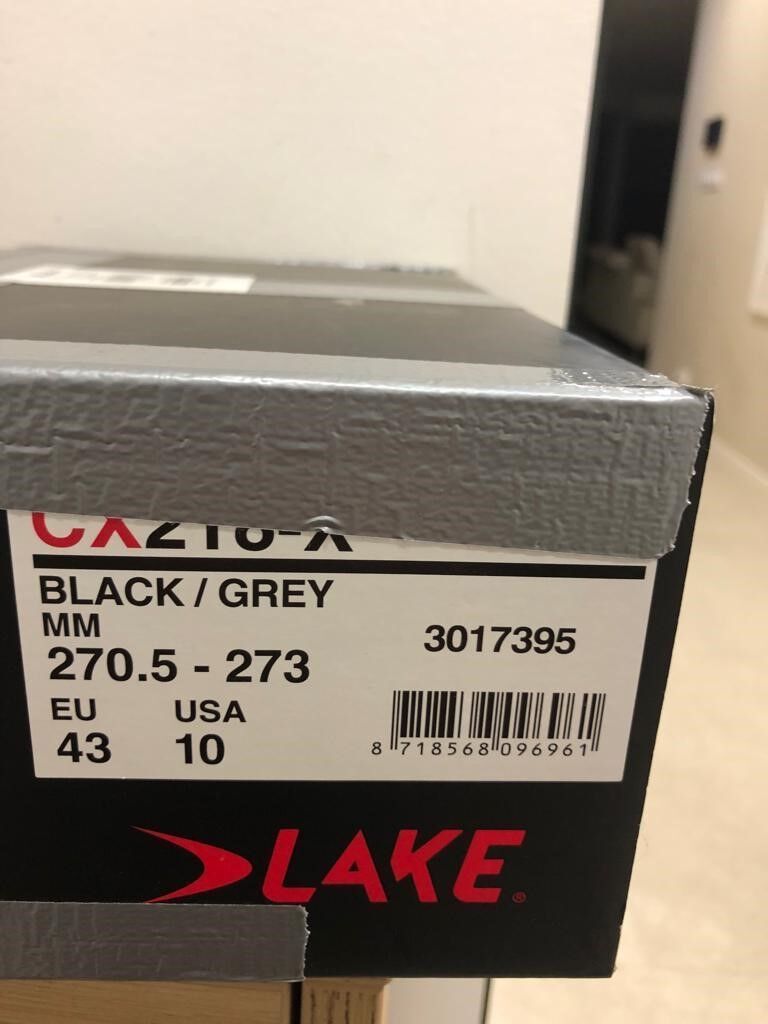 BLACK / GREY
MM
270.5 - 273
3017395
EU USA
43 10
8 718568 096961
LAKE®